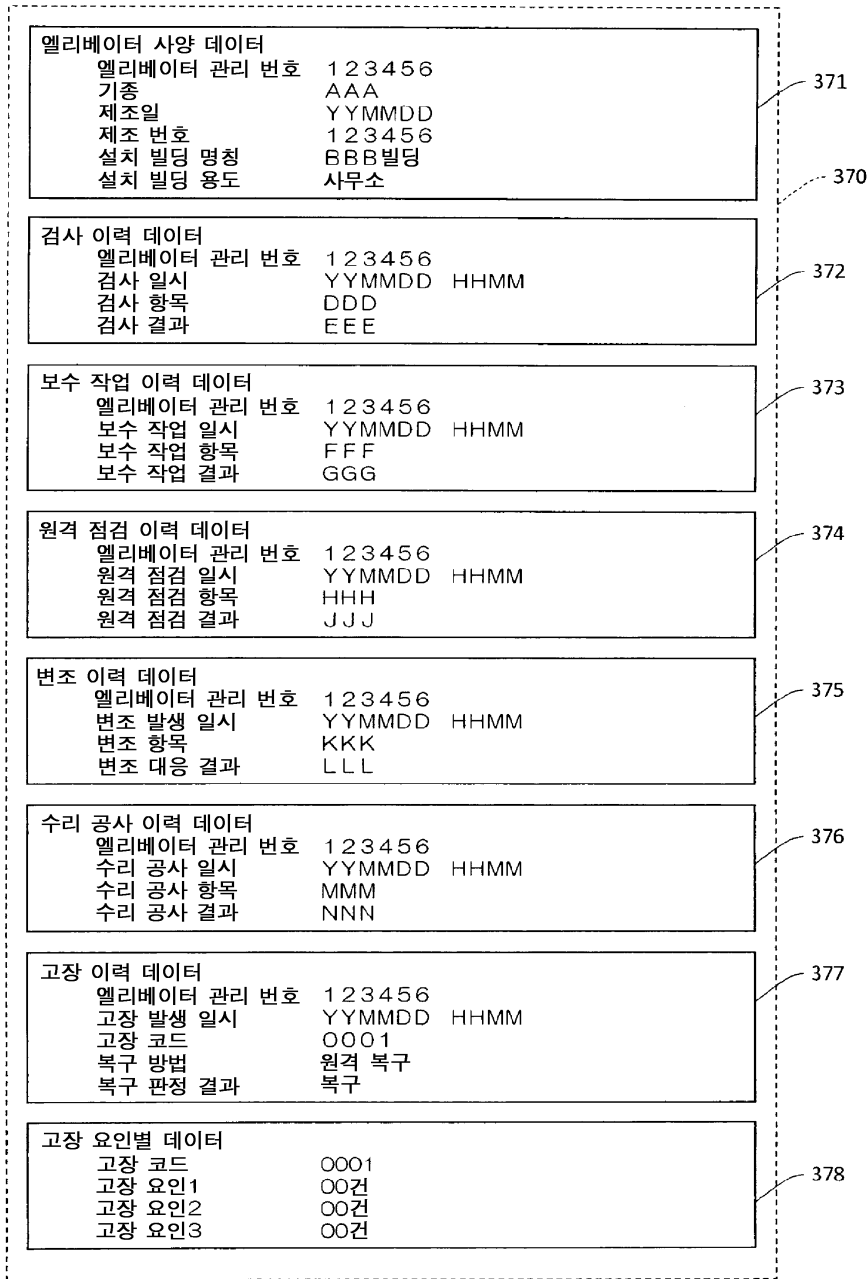 엘리베이터 사양 데이터
엘리베이터 관리 번호 123456
기종 AAA
제조일 YYMMDD
제조 번호 123456
설치 빌딩 명칭 BBB빌딩
설치 빌딩 용도 사무소
371
370
검사 이력 데이터
엘리베이터 관리 번호 123456
검사 일시 YYMMDD HHMM
검사 항목 DDD
검사 결과 EEE
372
보수 작업 이력 데이터
엘리베이터 관리 번호 123456
보수 작업 일시 YYMMDD HHMM
보수 작업 항목 FFF
보수 작업 결과 GGG
373
원격 점검 이력 데이터
엘리베이터 관리 번호 123456
원격 점검 일시 YYMMDD HHMM
원격 점검 항목 HHH
원격 점검 결과 JJJ
374
변조 이력 데이터
엘리베이터 관리 번호 123456
변조 발생 일시 YYMMDD HHMM
변조 항목 KKK
변조 대응 결과 LLL
375
수리 공사 이력 데이터
엘리베이터 관리 번호 123456
수리 공사 일시 YYMMDD HHMM
수리 공사 항목 MMM
수리 공사 결과 NNN
376
고장 이력 데이터
엘리베이터 관리 번호 123456
고장 발생 일시 YYMMDD HHMM
고장 코드 0001
복구 방법 원격 복구
복구 판정 결과 복구
377
고장 요인별 데이터
고장 코드 0001
고장 요인1 00건
고장 요인2 00건
고장 요인3 00건
378